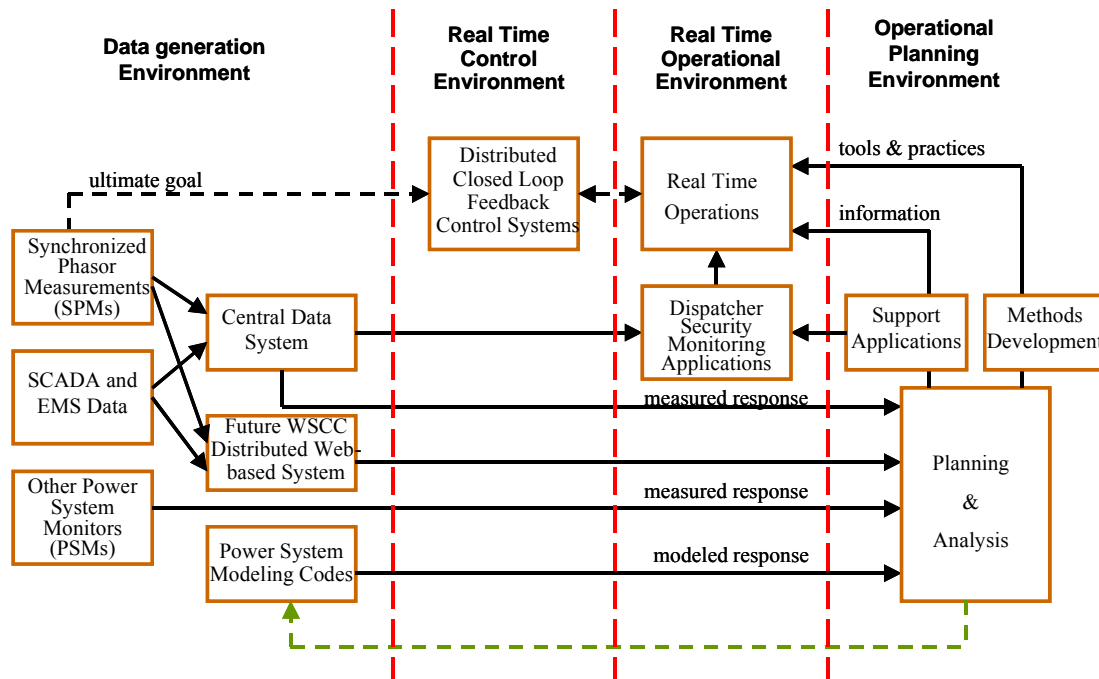 Data generation
Environment
Real Time
Control
Environment
Real Time
Operational
Environment
Operational
Planning
Environment
ultimate goal
Distributed
Closed Loop
Feedback
Control Systems
Real Time
Operations
tools & practices
information
Synchronized
Phasor
Measurements
(SPMs)
Central Data
System
Dispatcher
Security
Monitoring
Applications
Support
Applications
Methods
Development
SCADA and
EMS Data
measured response
Future WSCC
Distributed Web-
based System
Other Power
System
Monitors
(PSMs)
measured response
Planning
&
Analysis
Power System
Modeling Codes
modeled response